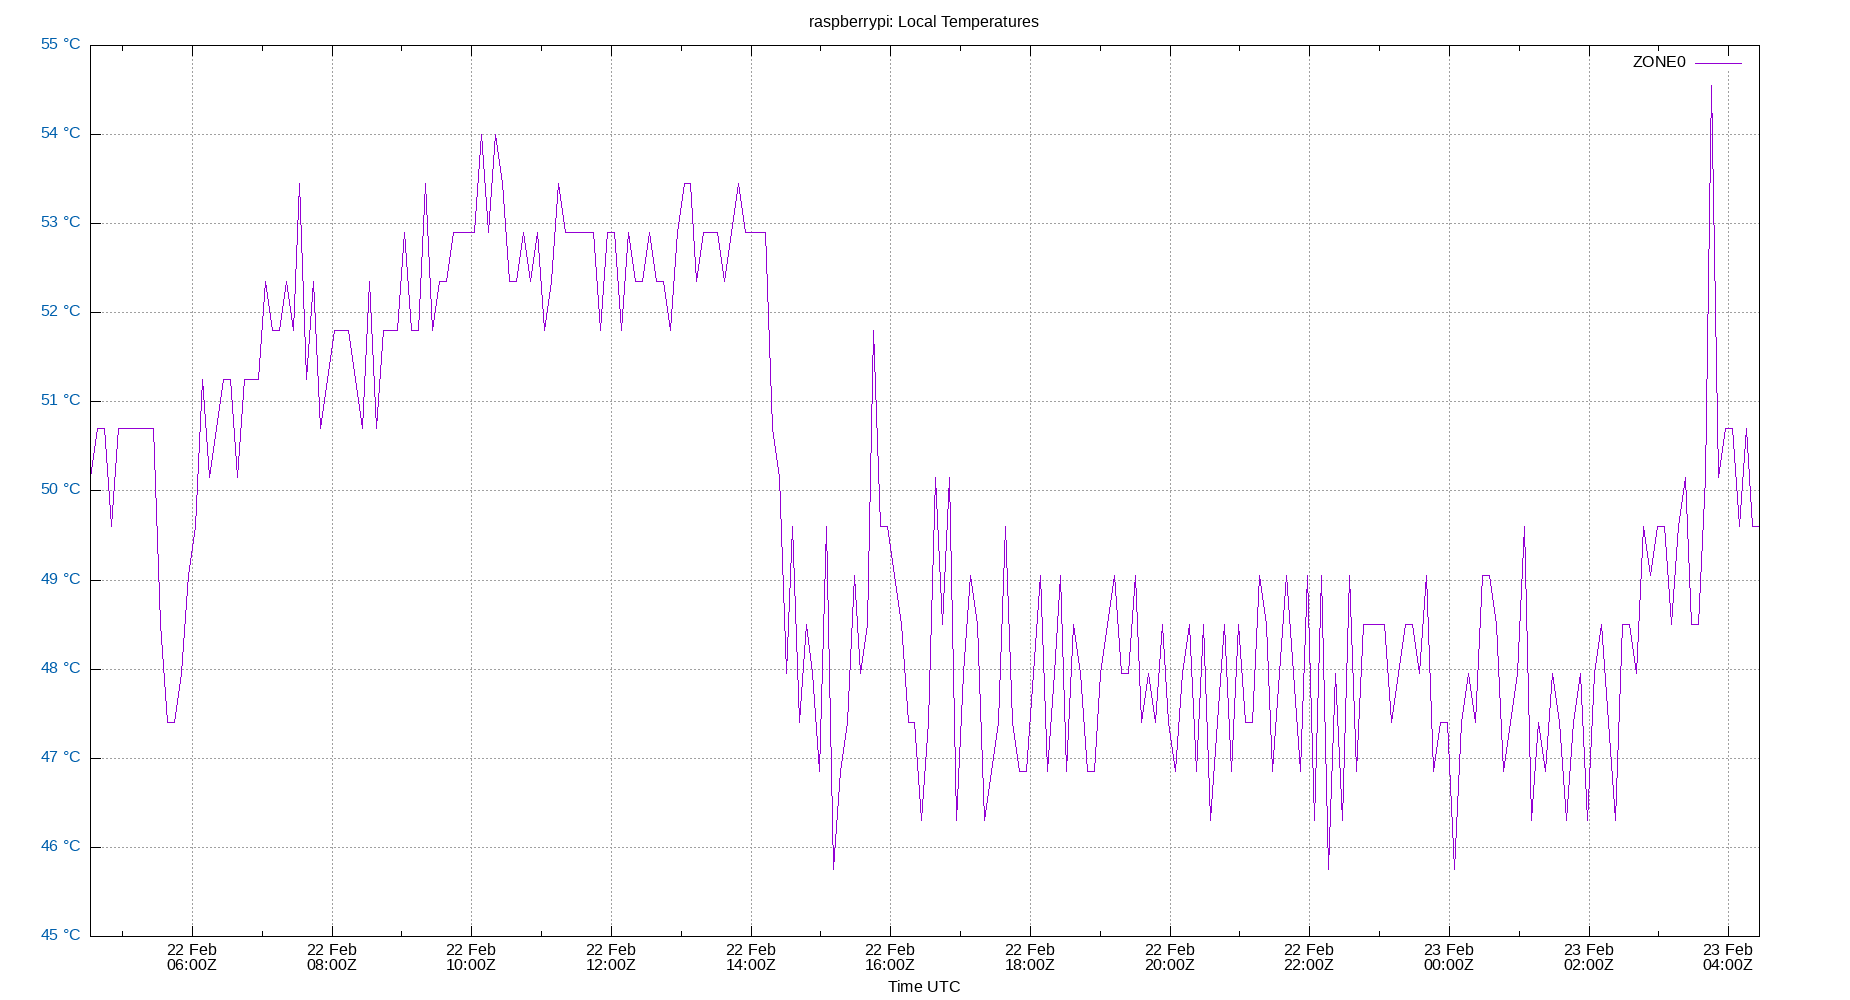 raspberrypi: Local Temperatures
ZONE0
55 °C
54 °C
53 °C
52 °C
51 °C
50 °C
49 °C
48 °C
47 °C
46 °C
45 °C
22 Feb
06:00Z
22 Feb
08:00Z
22 Feb
10:00Z
22 Feb
12:00Z
22 Feb
14:00Z
22 Feb
16:00Z
22 Feb
18:00Z
22 Feb
20:00Z
22 Feb
22:00Z
23 Feb
00:00Z
23 Feb
02:00Z
23 Feb
04:00Z
Time UTC